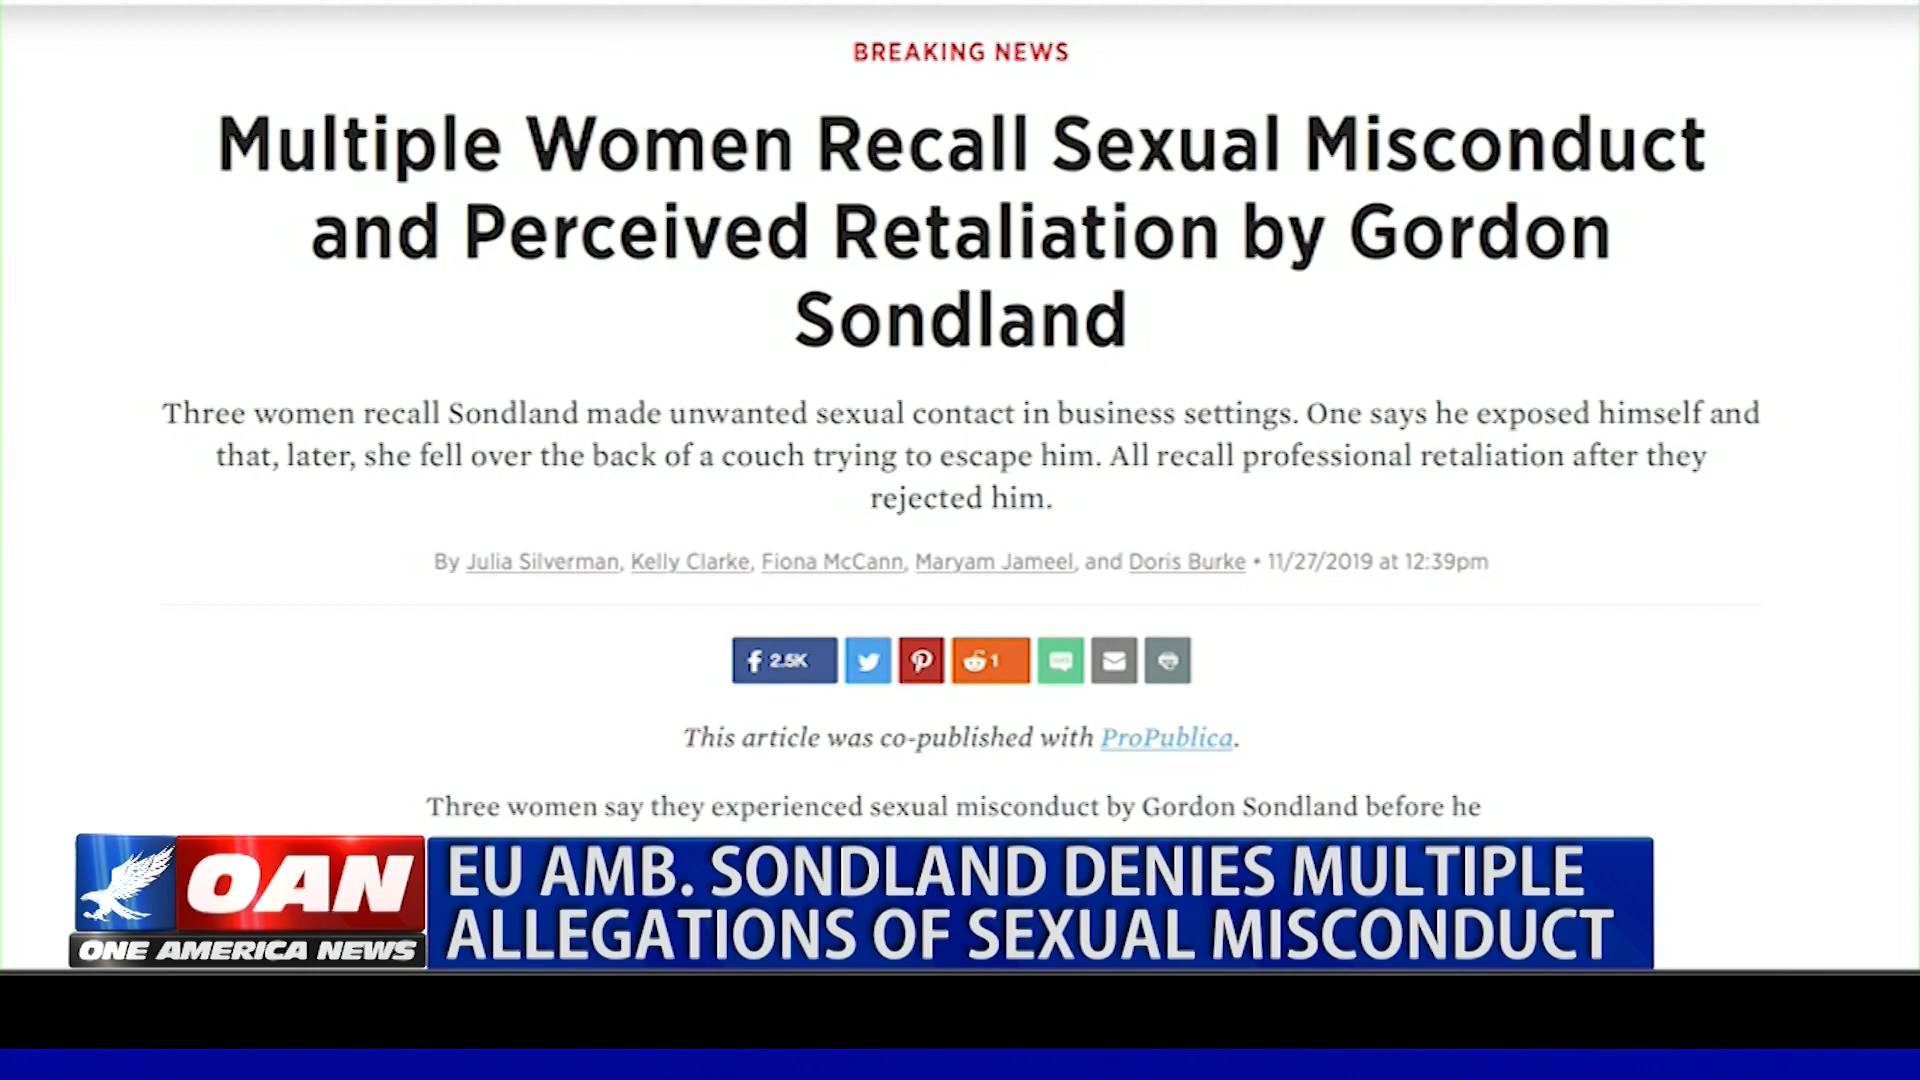 BREAKING NEWS
Multiple Women Recall Sexual Misconduct
and Perceived Retaliation by Gordon
Sondland
Three women recall Sondland made unwanted sexual contact in business settings. One says he exposed himself and
that, later, she fell over the back of a couch trying to escape him. All recall professional retaliation after they
rejected him.
By Julia Silverman, Kelly Clarke, Fiona McCann, Maryam Jameel, and Doris Burke • 11/27/2019 at 12:39pm
2.5K
1
This article was co-published with ProPublica.
Three women say they experienced sexual misconduct by Gordon Sondland before he
OAN
ONE AMERICA NEWS
EU AMB. SONDLAND DENIES MULTIPLE
ALLEGATIONS OF SEXUAL MISCONDUCT